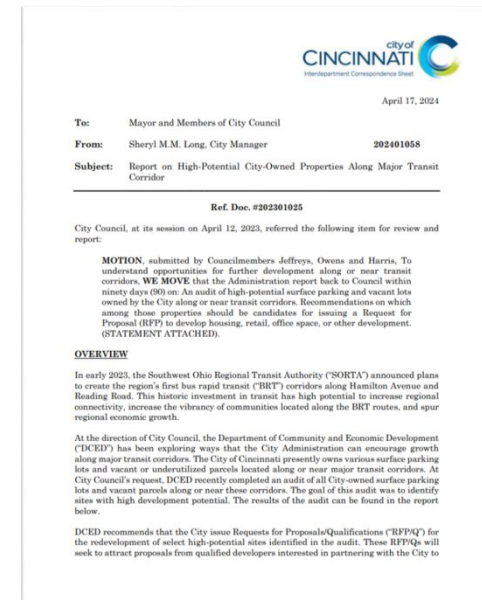 city of
CINCINNATI
Interdepartment Correspondence Sheet
April 17, 2024
To: Mayor and Members of City Council
From: Sheryl M.M. Long, City Manager 202401058
Subject: Report on High-Potential City-Owned Properties Along Major Transit
Corridor
Ref. Doc. #202301025
City Council, at its session on April 12, 2023, referred the following item for review and
report:
MOTION, submitted by Councilmembers Jeffreys, Owens and Harris, To
understand opportunities for further development along or near transit
corridors, WE MOVE that the Administration report back to Council within
ninety days (90) on: An audit of high-potential surface parking and vacant lots
owned by the City along or near transit corridors. Recommendations on which
among those properties should be candidates for issuing a Request for
Proposal (RFP) to develop housing, retail, office space, or other development.
(STATEMENT ATTACHED).
OVERVIEW
In early 2023, the Southwest Ohio Regional Transit Authority ("SORTA") announced plans
to create the region's first bus rapid transit ("BRT") corridors along Hamilton Avenue and
Reading Road. This historic investment in transit has high potential to increase regional
connectivity, increase the vibrancy of communities located along the BRT routes, and spur
regional economic growth.
At the direction of City Council, the Department of Community and Economic Development
("DCED") has been exploring ways that the City Administration can encourage growth
along major transit corridors. The City of Cincinnati presently owns various surface parking
lots and vacant or underutilized parcels located along or near major transit corridors. At
City Council's request, DCED recently completed an audit of all City-owned surface parking
lots and vacant parcels along or near these corridors. The goal of this audit was to identify
sites with high development potential. The results of the audit can be found in the report
below.
DCED recommends that the City issue Requests for Proposals/Qualifications ("RFP/Q") for
the redevelopment of select high-potential sites identified in the audit. These RFP/Qs will
seek to attract proposals from qualified developers interested in partnering with the City to